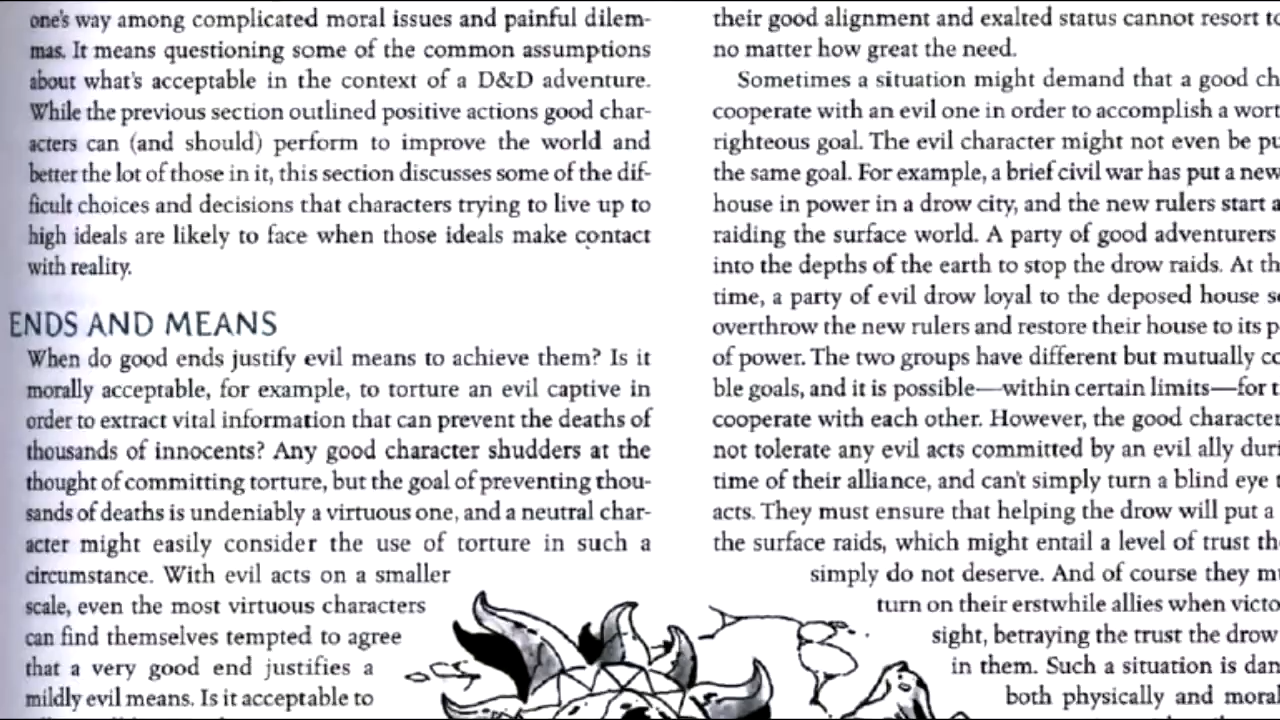 one's way among complicated moral issues and painful dilem-
mas. It means questioning some of the common assumptions
about what's acceptable in the context of a D&D adventure.
While the previous section outlined positive actions good char-
acters can (and should) perform to improve the world and
better the lot of those in it, this section discusses some of the dif-
ficult choices and decisions that characters trying to live up to
high ideals are likely to face when those ideals make contact
with reality.
ENDS AND MEANS
When do good ends justify evil means to achieve them? Is it
morally acceptable, for example, to torture an evil captive in
order to extract vital information that can prevent the deaths of
thousands of innocents? Any good character shudders at the
thought of committing torture, but the goal of preventing thou-
sands of deaths is undeniably a virtuous one, and a neutral char-
acter might easily consider the use of torture in such a
circumstance. With evil acts on a smaller
scale, even the most virtuous characters
can find themselves tempted to agree
that a very good end justifies a
mildly evil means. Is it acceptable to
their good alignment and exalted status cannot resort to
no matter how great the need.
Sometimes a situation might demand that a good ch
cooperate with an evil one in order to accomplish a wort
righteous goal. The evil character might not even be pu
the same goal. For example, a brief civil war has put a new
house in power in a drow city, and the new rulers start a
raiding the surface world. A party of good adventurers
into the depths of the earth to stop the drow raids. At th
time, a party of evil drow loyal to the deposed house s
overthrow the new rulers and restore their house to its p
of power. The two groups have different but mutually co
ble goals, and it is possible—within certain limits—for t
cooperate with each other. However, the good character
not tolerate any evil acts committed by an evil ally duri
time of their alliance, and can't simply turn a blind eye t
acts. They must ensure that helping the drow will put a
the surface raids, which might entail a level of trust th
simply do not deserve. And of course they mu
turn on their erstwhile allies when victo
sight, betraying the trust the drow
in them. Such a situation is dan
both physically and moral